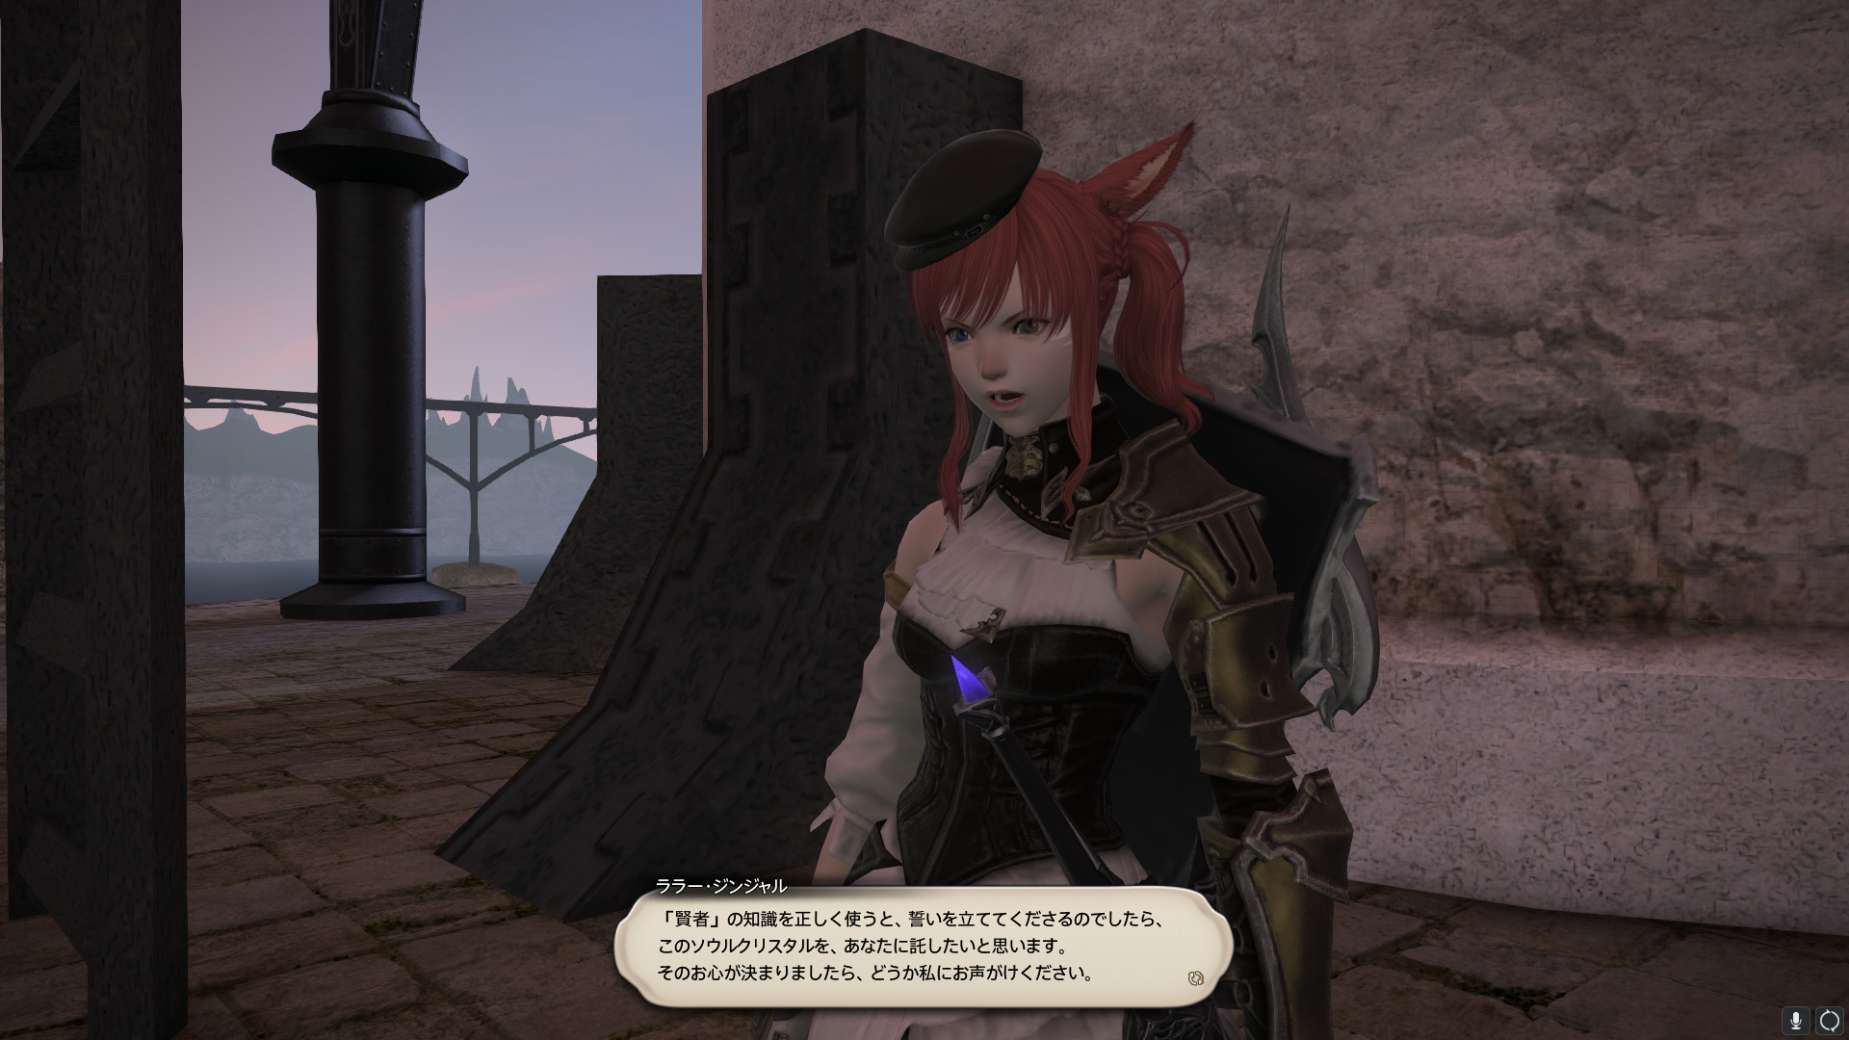 ララー・ジンジャル
「賢者」の知識を正しく使うと、誓いを立ててくださるのでしたら、
このソウルクリスタルを、あなたに託したいと思います。
そのお心が決まりましたら、どうか私にお声がけください。